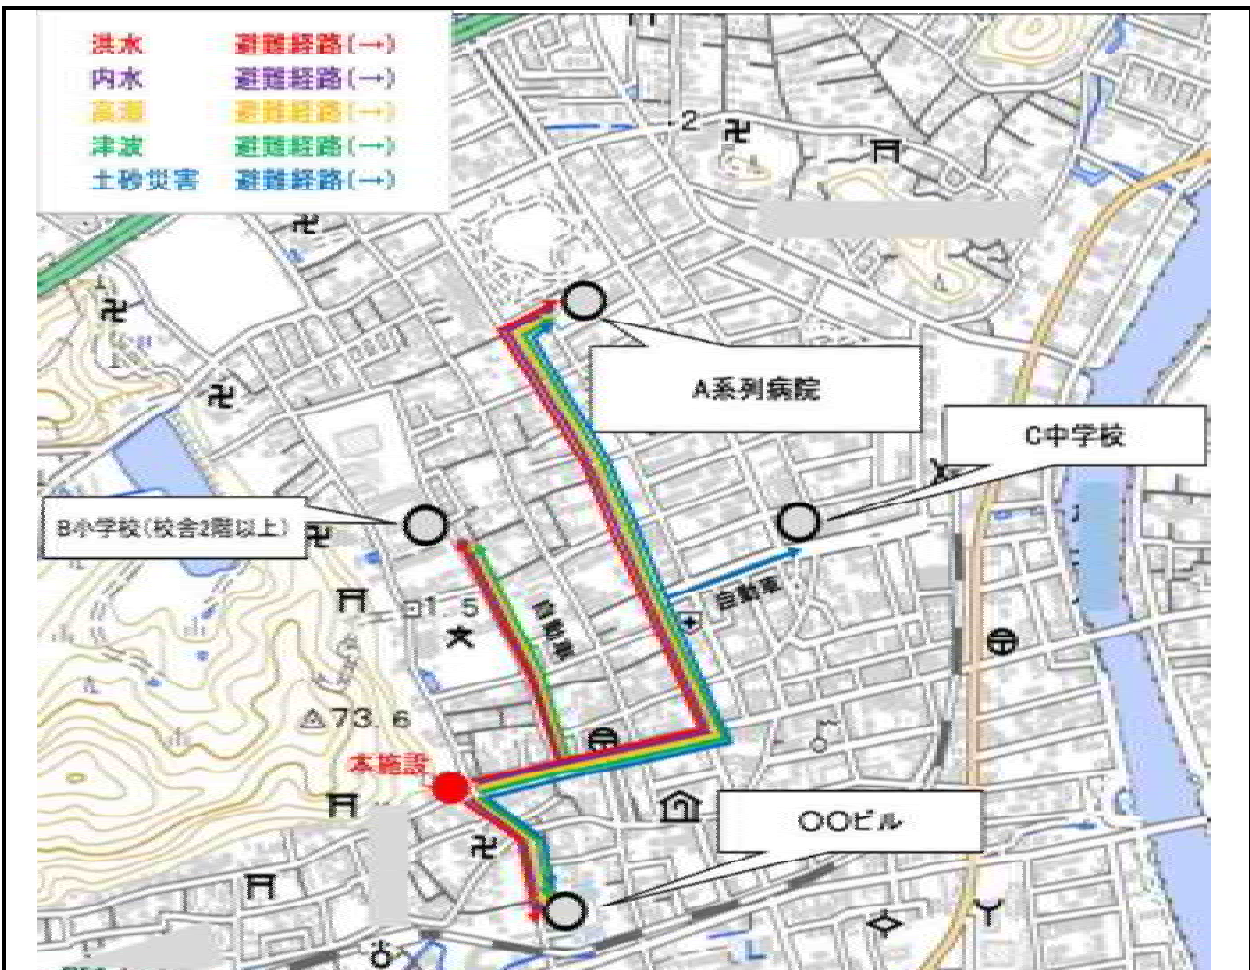 洪水 避難経路(→)
内水 避難経路(→)
高潮 避難経路(→)
津波 避難経路(→)
土砂災害 避難経路(→)
2
A系列病院
C中学校
B小学校(校舎2階以上)
自動車
1.5
自動車
73.6
本施設
〇〇ビル